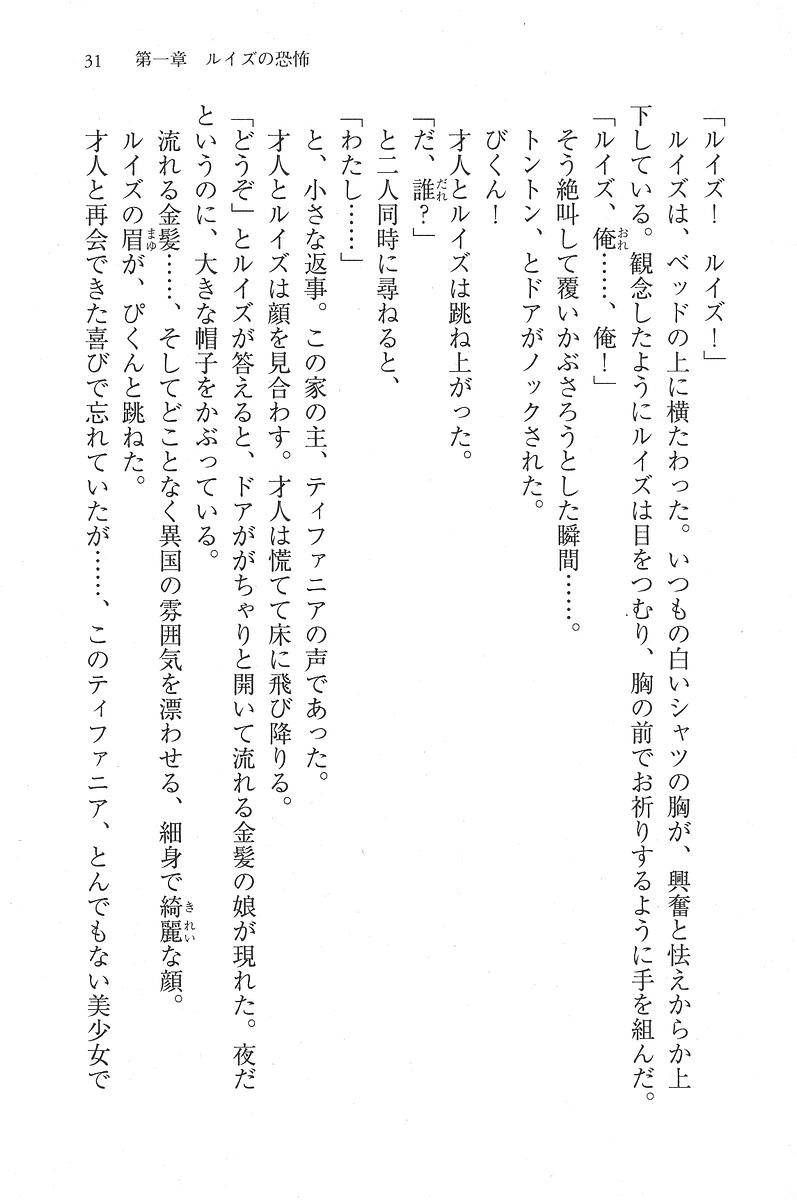 31　第一章　ルイズの恐怖
「ルイズ！　ルイズ！」
　ルイズは、ベッドの上に横たわった。いつもの白いシャツの胸が、興奮と怯えからか上
下している。観念したようにルイズは目をつむり、胸の前でお祈りするように手を組んだ。
「ルイズ、俺……、俺！」
　そう絶叫して覆いかぶさろうとした瞬間……。
　トントン、とドアがノックされた。
　びくん！
　才人とルイズは跳ね上がった。
「だ、誰？」
　と二人同時に尋ねると、
「わたし……」
　と、小さな返事。この家の主、ティファニアの声であった。
　才人とルイズは顔を見合わす。才人は慌てて床に飛び降りる。
「どうぞ」とルイズが答えると、ドアががちゃりと開いて流れる金髪の娘が現れた。夜だ
というのに、大きな帽子をかぶっている。
　流れる金髪……、そしてどことなく異国の雰囲気を漂わせる、細身で綺麗な顔。
　ルイズの眉が、ぴくんと跳ねた。
　才人と再会できた喜びで忘れていたが……、このティファニア、とんでもない美少女で